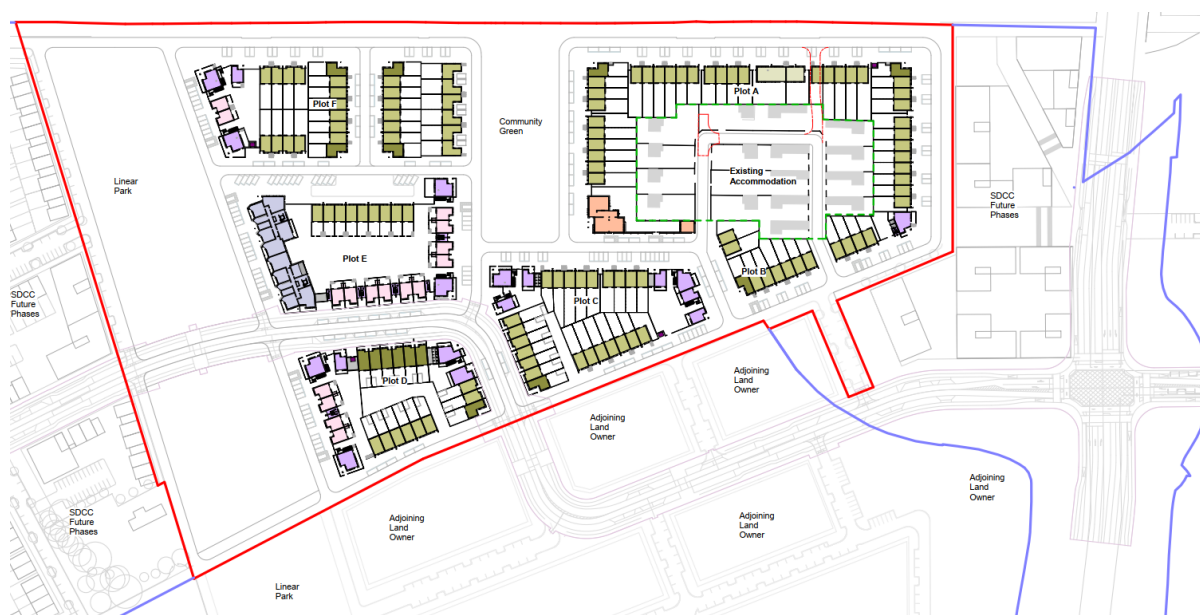 Plot F
Plot A
Community
Green
Linear
Park
Existing
Accommodation
SDCC
Future
Phases
Plot E
Plot B
Plot C
SDCC
Future
Phases
Plot D
Adjoining
Land
Owner
Adjoining
Land
Owner
Adjoining
Land
Owner
SDCC
Future
Phases
Adjoining
Land
Owner
Adjoining
Land
Owner
Linear
Park